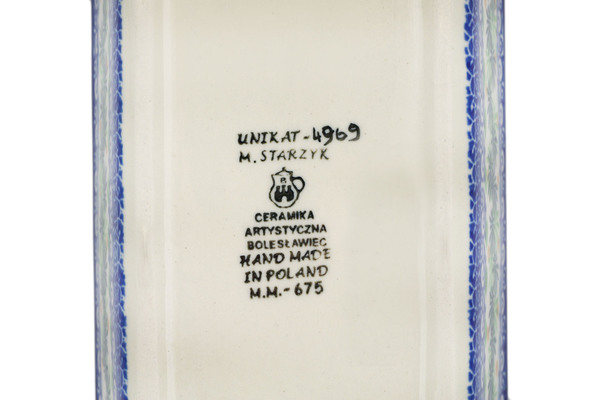 UNIKAT-4969
M. STARZYK
B
CERAMIKA
ARTYSTYCZNA
BOLESŁAWIEC
HAND MADE
IN POLAND
M.M.-675